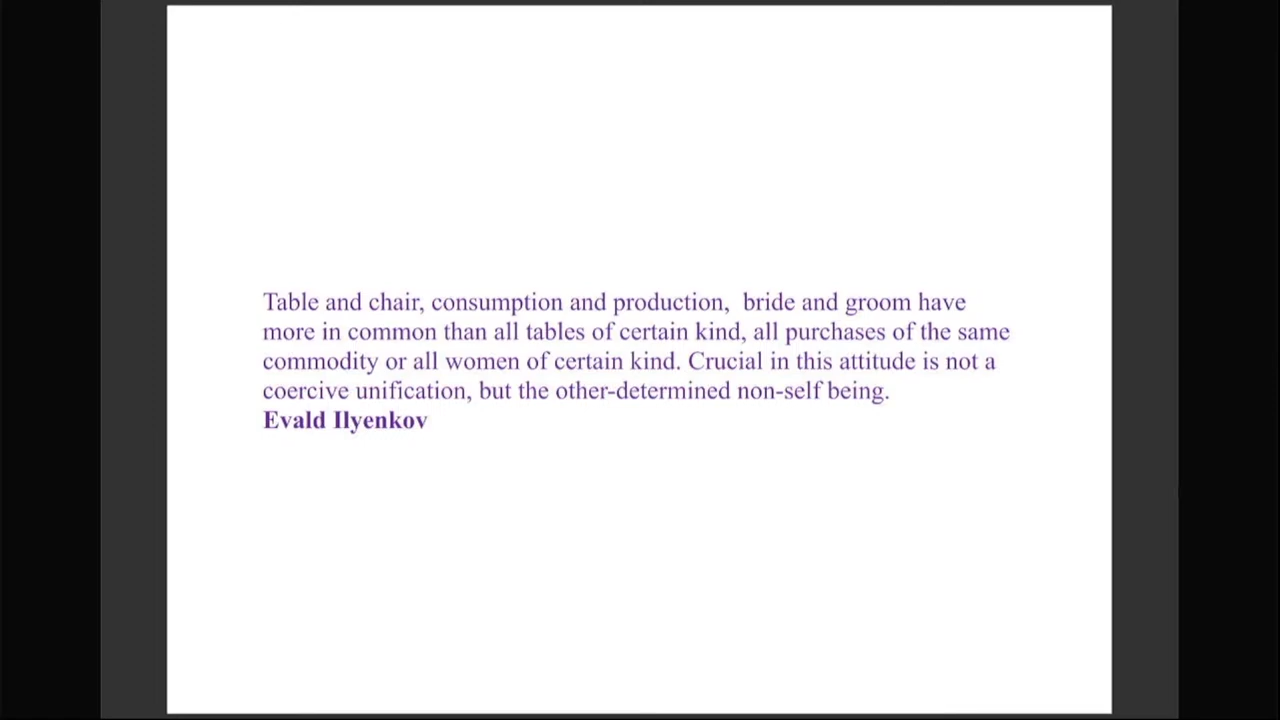 Table and chair, consumption and production,  bride and groom have
more in common than all tables of certain kind, all purchases of the same
commodity or all women of certain kind. Crucial in this attitude is not a
coercive unification, but the other-determined non-self being.
Evald Ilyenkov